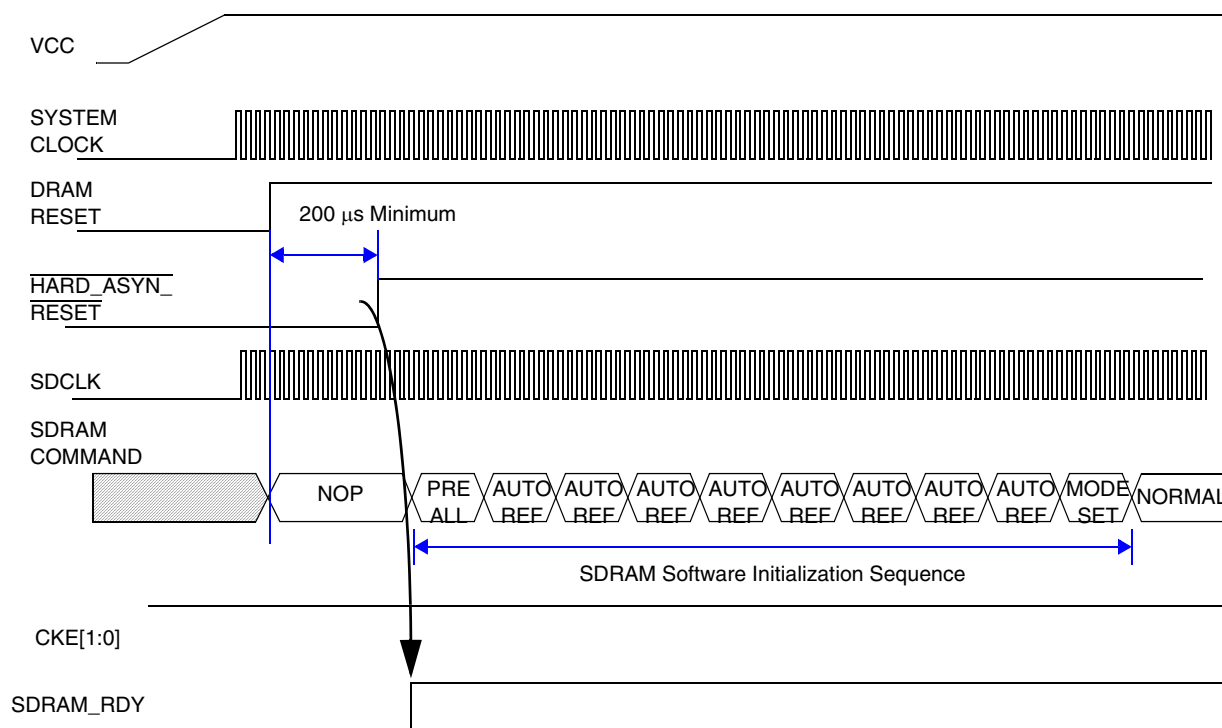 VCC
SYSTEM
CLOCK
DRAM
RESET
200 μs Minimum
HARD_ASYN_
RESET
SDCLK
SDRAM
COMMAND
NOP
PRE
ALL
AUTO
REF
AUTO
REF
AUTO
REF
AUTO
REF
AUTO
REF
AUTO
REF
AUTO
REF
AUTO
REF
MODE
SET
NORMAL
SDRAM Software Initialization Sequence
CKE[1:0]
SDRAM_RDY